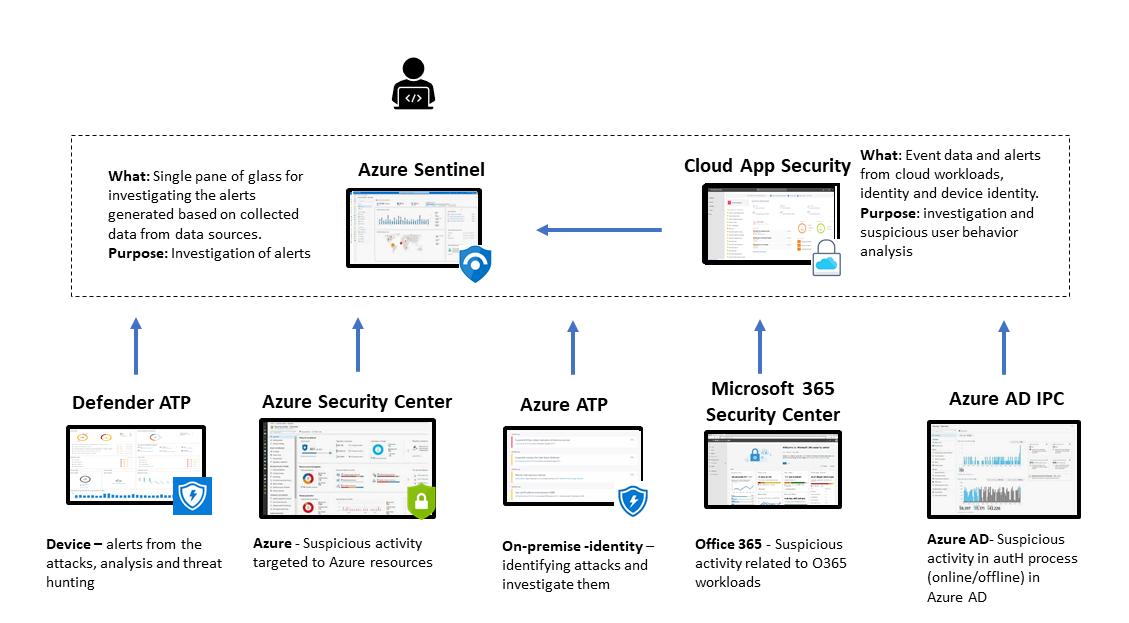 </>
Azure Sentinel
What: Single pane of glass for
investigating the alerts
generated based on collected
data from data sources.
Purpose: Investigation of alerts
Cloud App Security
What: Event data and alerts
from cloud workloads,
identity and device identity.
Purpose: investigation and
suspicious user behavior
analysis
Defender ATP
Device – alerts from the
attacks, analysis and threat
hunting
Azure Security Center
Azure - Suspicious activity
targeted to Azure resources
Azure ATP
On-premise -identity –
identifying attacks and
investigate them
Microsoft 365
Security Center
Office 365 - Suspicious
activity related to O365
workloads
Azure AD IPC
Azure AD- Suspicious
activity in autH process
(online/offline) in
Azure AD